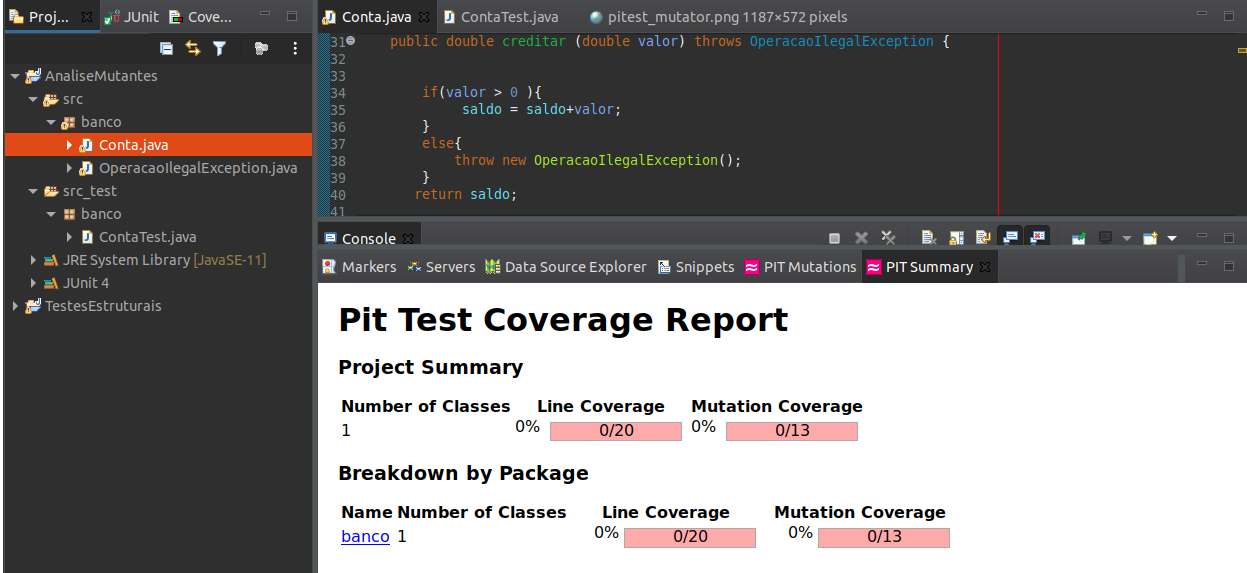 Proj...
JUnit
Cove...
AnaliseMutantes
src
banco
Conta.java
OperacaoIlegalException.java
src_test
banco
ContaTest.java
JRE System Library [JavaSE-11]
JUnit 4
TestesEstruturais
Conta.java
ContaTest.java
pitest_mutator.png 1187×572 pixels
31 public double creditar (double valor) throws OperacaoIlegalException {
32
33
34 if(valor > 0 ){
35 saldo = saldo+valor;
36 }
37 else{
38 throw new OperacaoIlegalException();
39 }
40 return saldo;
41
Console
Markers
Servers
Data Source Explorer
Snippets
PIT Mutations
PIT Summary
Pit Test Coverage Report
Project Summary
Number of Classes Line Coverage Mutation Coverage
1 0% 0/20 0% 0/13
Breakdown by Package
Name Number of Classes Line Coverage Mutation Coverage
banco 1 0% 0/20 0% 0/13